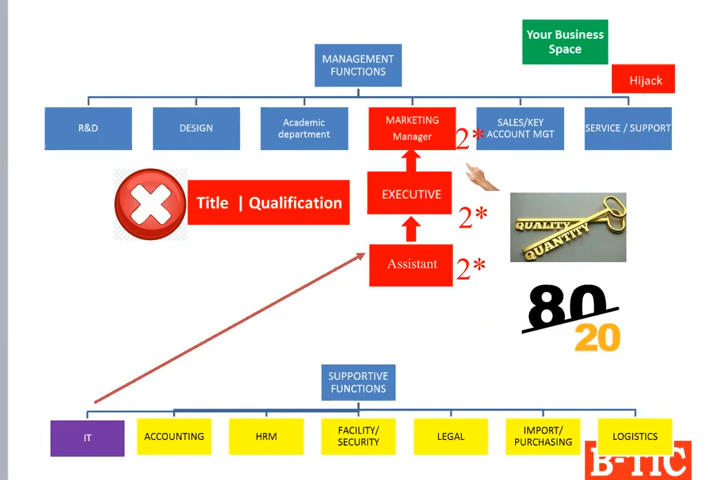 Your Business
Space
MANAGEMENT
FUNCTIONS
Hijack
R&D
DESIGN
Academic
department
MARKETING
Manager
2*
SALES/KEY
ACCOUNT MGT
SERVICE / SUPPORT
Title | Qualification
EXECUTIVE
2*
QUALITY
QUANTITY
Assistant
2*
80
20
SUPPORTIVE
FUNCTIONS
IT
ACCOUNTING
HRM
FACILITY/
SECURITY
LEGAL
IMPORT/
PURCHASING
LOGISTICS
B-TIC